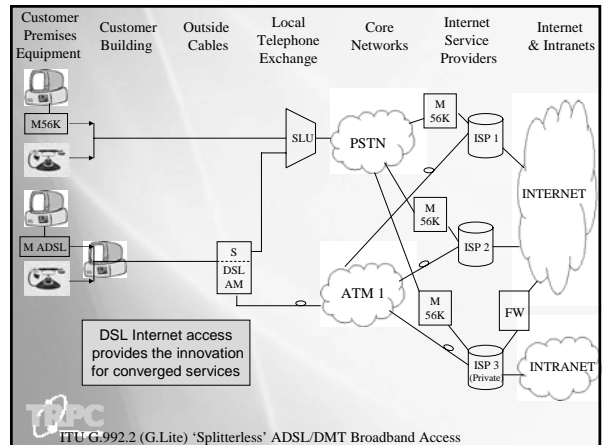 Customer
Premises
Equipment
Customer
Building
Outside
Cables
Local
Telephone
Exchange
Core
Networks
Internet
Service
Providers
Internet
& Intranets
M56K
M ADSL
S
DSL
AM
SLU
PSTN
ATM 1
M
56K
M
56K
M
56K
ISP 1
ISP 2
ISP 3
(Private)
FW
INTERNET
INTRANET
DSL Internet access
provides the innovation
for converged services
TRPC
ITU G.992.2 (G.Lite) ‘Splitterless’ ADSL/DMT Broadband Access